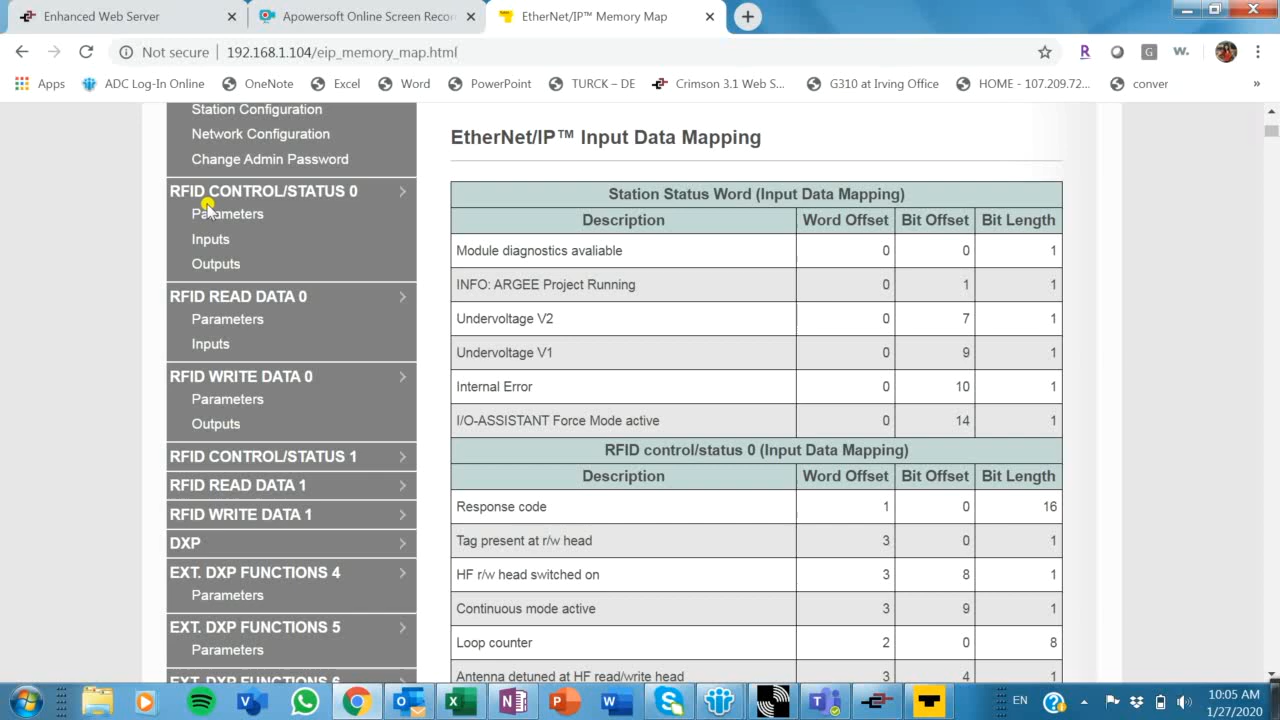 Enhanced Web Server
Apowersoft Online Screen Recor
EtherNet/IP™ Memory Map
Not secure
192.168.1.104/eip_memory_map.html
R
G
w.
Apps
ADC Log-In Online
OneNote
Excel
Word
PowerPoint
TURCK – DE
Crimson 3.1 Web S...
G310 at Irving Office
HOME - 107.209.72...
conver
»
Station Configuration
Network Configuration
Change Admin Password
RFID CONTROL/STATUS 0
Parameters
Inputs
Outputs
RFID READ DATA 0
Parameters
Inputs
RFID WRITE DATA 0
Parameters
Outputs
RFID CONTROL/STATUS 1
RFID READ DATA 1
RFID WRITE DATA 1
DXP
EXT. DXP FUNCTIONS 4
Parameters
EXT. DXP FUNCTIONS 5
Parameters
EXT. DXP FUNCTIONS 6
EtherNet/IP™ Input Data Mapping
Station Status Word (Input Data Mapping)
Description Word Offset Bit Offset Bit Length
Module diagnostics avaliable 0 0 1
INFO: ARGEE Project Running 0 1 1
Undervoltage V2 0 7 1
Undervoltage V1 0 9 1
Internal Error 0 10 1
I/O-ASSISTANT Force Mode active 0 14 1
RFID control/status 0 (Input Data Mapping)
Description Word Offset Bit Offset Bit Length
Response code 1 0 16
Tag present at r/w head 3 0 1
HF r/w head switched on 3 8 1
Continuous mode active 3 9 1
Loop counter 2 0 8
Antenna detuned at HF read/write head 3 4 1
EN
10:05 AM
1/27/2020